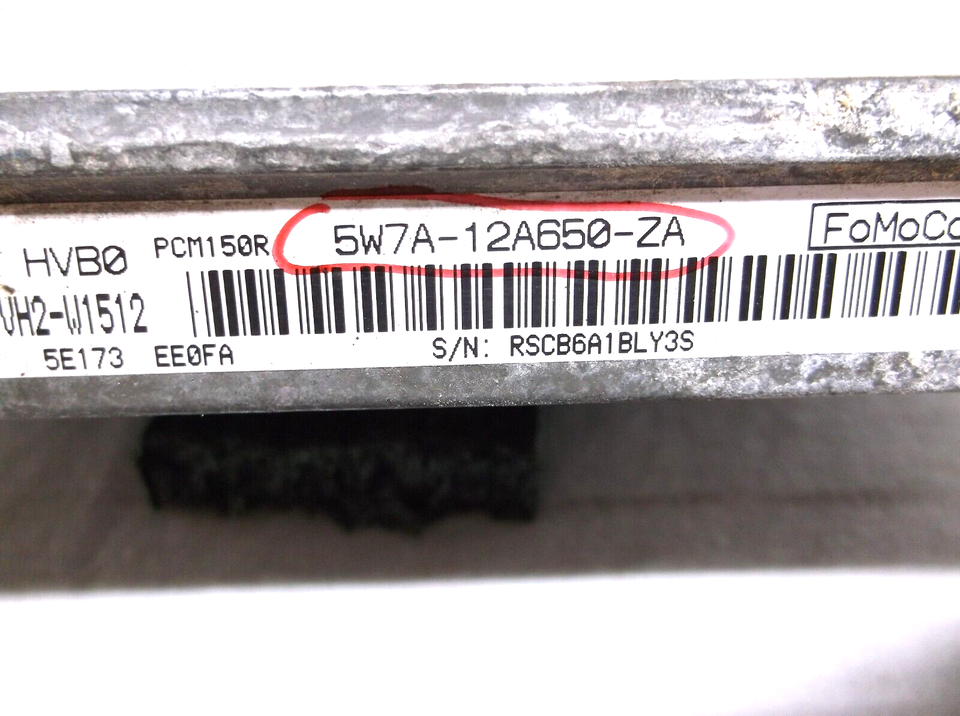 HVB0 PCM150R 5W7A-12A650-ZA FoMoCo
VH2-W1512
5E173 EE0FA S/N: RSCB6A1BLY3S